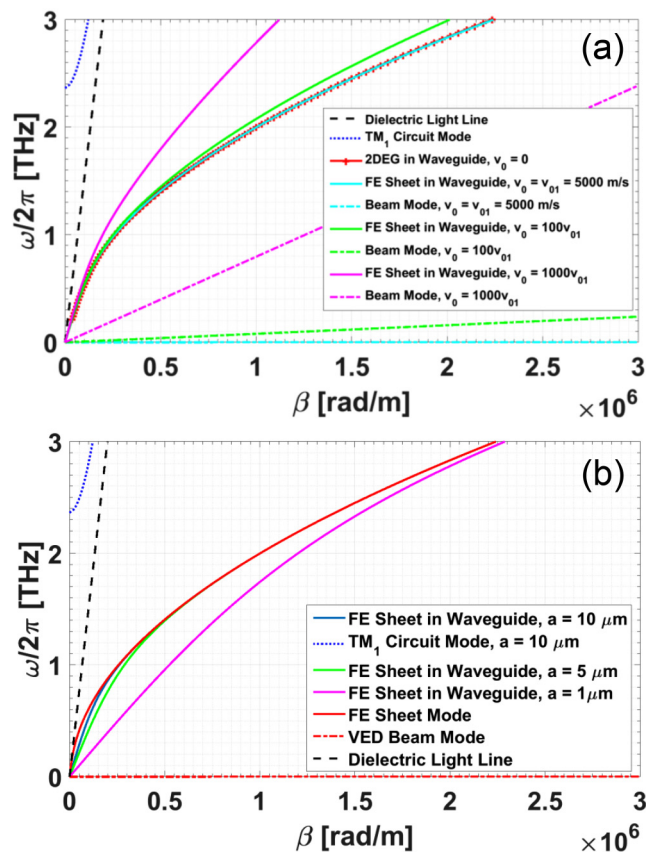 (a)
ω/2π [THz]
3
2
1
0
Dielectric Light Line
TM1 Circuit Mode
2DEG in Waveguide, v0 = 0
FE Sheet in Waveguide, v0 = v01 = 5000 m/s
Beam Mode, v0 = v01 = 5000 m/s
FE Sheet in Waveguide, v0 = 100v01
Beam Mode, v0 = 100v01
FE Sheet in Waveguide, v0 = 1000v01
Beam Mode, v0 = 1000v01
0 0.5 1 1.5 2 2.5 3
β [rad/m] ×10^6
(b)
ω/2π [THz]
3
2
1
0
FE Sheet in Waveguide, a = 10 μm
TM1 Circuit Mode, a = 10 μm
FE Sheet in Waveguide, a = 5 μm
FE Sheet in Waveguide, a = 1μm
FE Sheet Mode
VED Beam Mode
Dielectric Light Line
0 0.5 1 1.5 2 2.5 3
β [rad/m] ×10^6